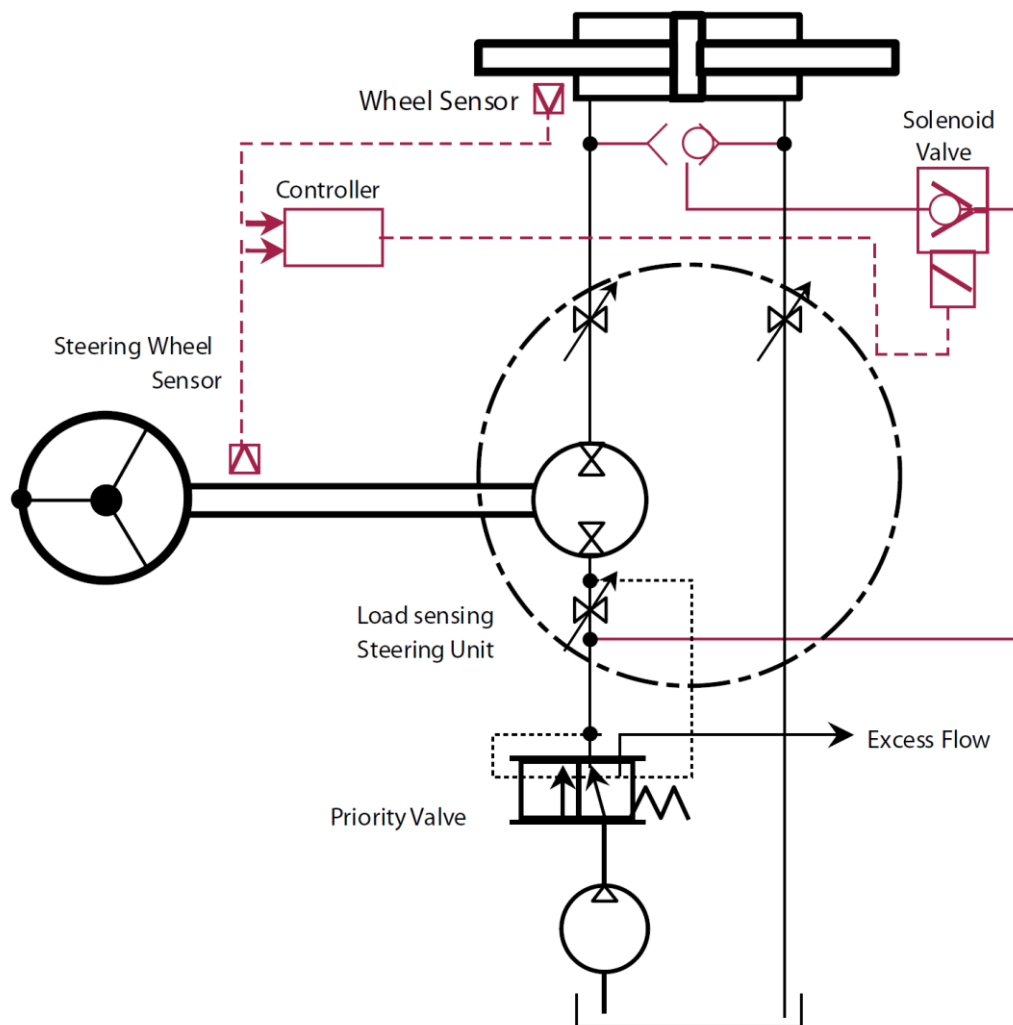 Wheel Sensor
Solenoid
Valve
Controller
Steering Wheel
Sensor
Load sensing
Steering Unit
Excess Flow
Priority Valve